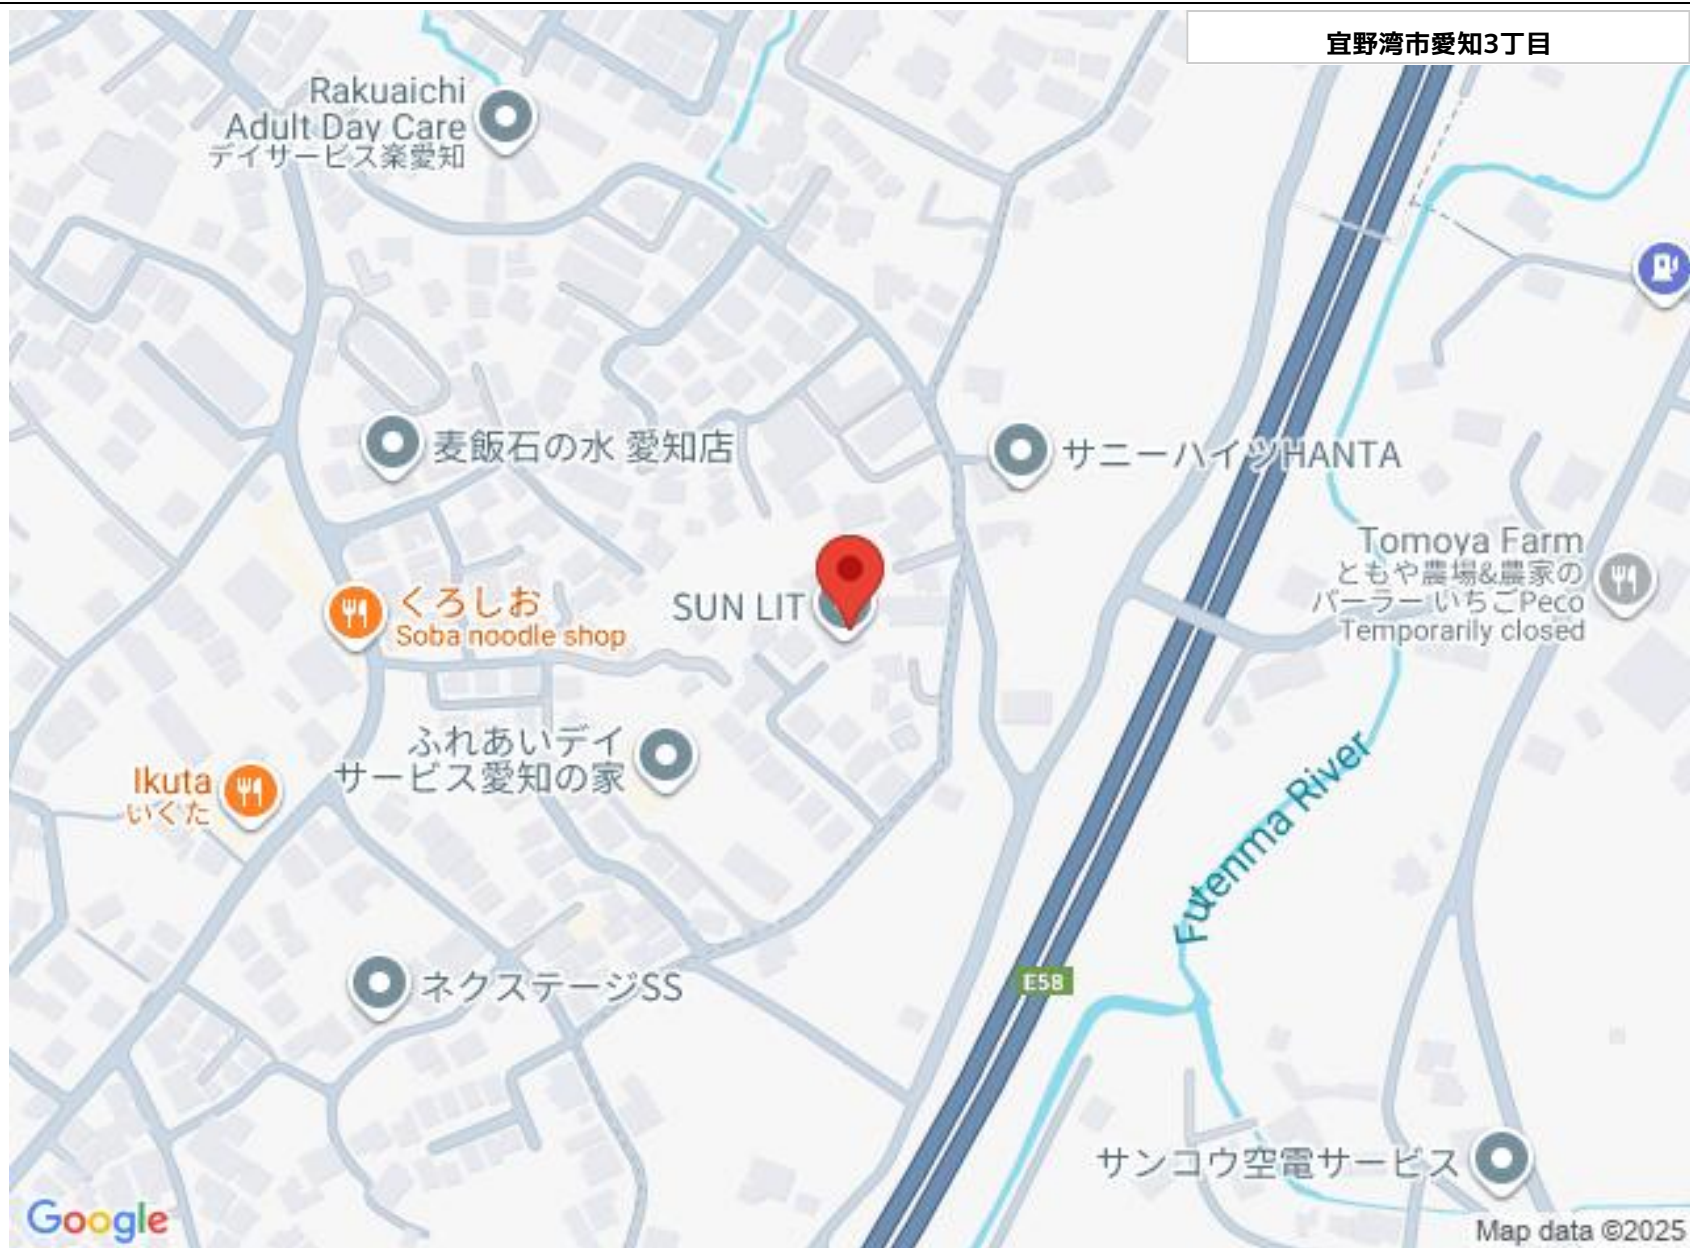 宜野湾市愛知3丁目
Rakuaichi
Adult Day Care
デイサービス楽愛知
麦飯石の水 愛知店
サニーハイツHANTA
Tomoya Farm
ともや農場&農家の
パーラー いちごPeco
Temporarily closed
くろしお
Soba noodle shop
SUN LIT
ふれあいデイ
サービス愛知の家
Ikuta
いくた
Futenma River
ネクステージSS
E58
サンコウ空電サービス
Google
Map data ©2025